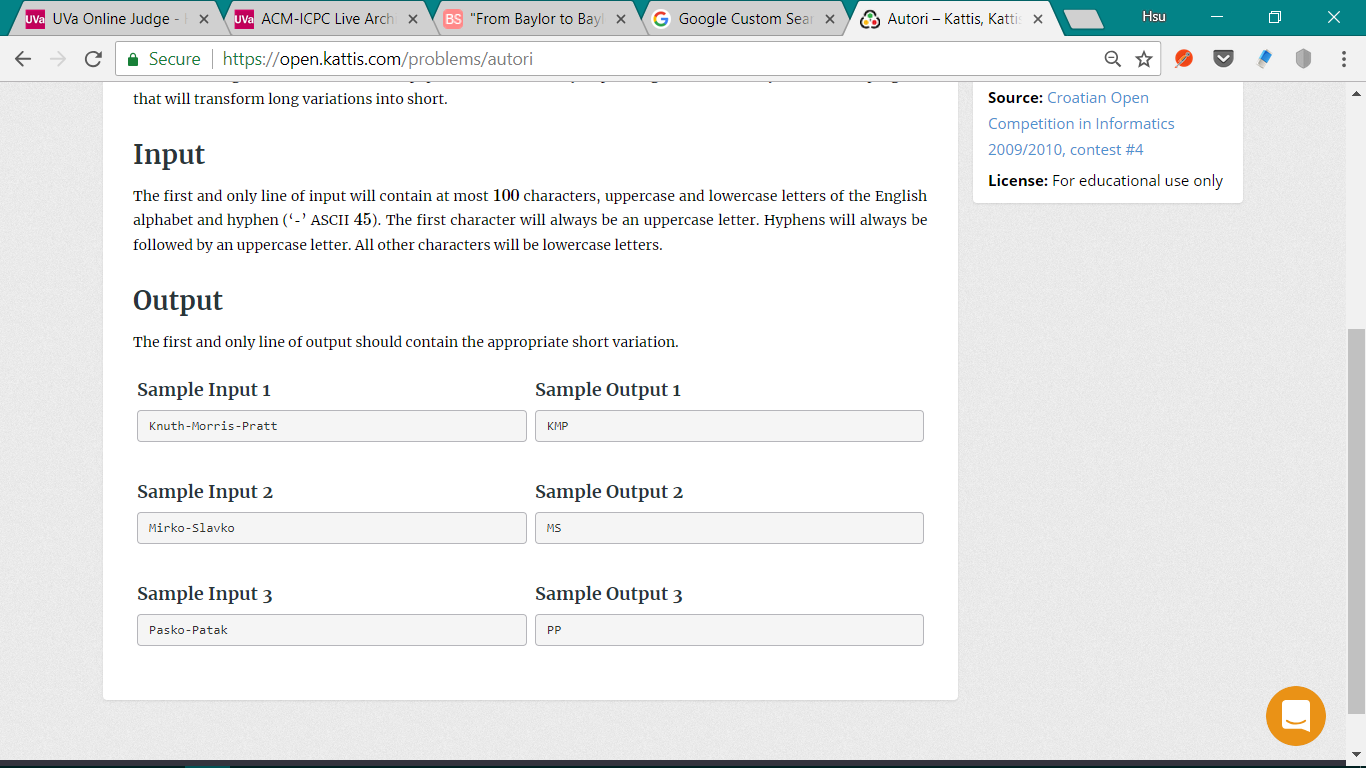 UVa UVa Online Judge -
UVa ACM-ICPC Live Arch
BS "From Baylor to Bayl
G Google Custom Sear
Autori – Kattis, Kattis
Hsu
Secure
https://open.kattis.com/problems/autori
that will transform long variations into short.
Input
The first and only line of input will contain at most 100 characters, uppercase and lowercase letters of the English
alphabet and hyphen (‘-’ ASCII 45). The first character will always be an uppercase letter. Hyphens will always be
followed by an uppercase letter. All other characters will be lowercase letters.
Output
The first and only line of output should contain the appropriate short variation.
Sample Input 1
Sample Output 1
Knuth-Morris-Pratt
KMP
Sample Input 2
Sample Output 2
Mirko-Slavko
MS
Sample Input 3
Sample Output 3
Pasko-Patak
PP
Source: Croatian Open
Competition in Informatics
2009/2010, contest #4
License: For educational use only